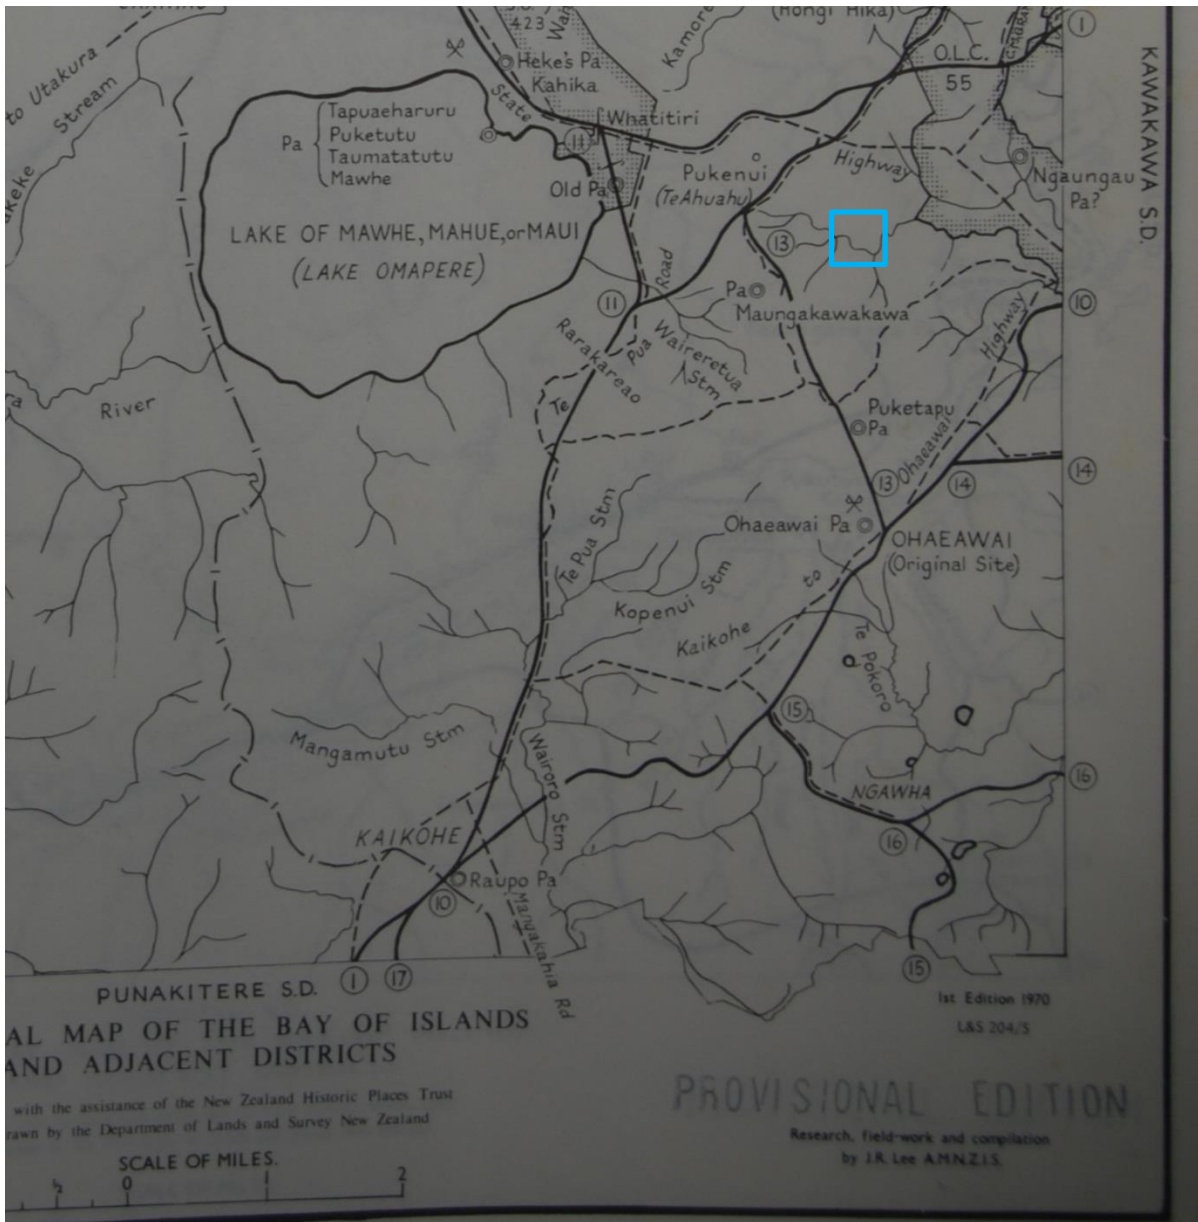 423
(Hongi Hika)
Kamore
O.L.C.
55
1
to Utakura
Stream
Heke's Pa
Kahika
State
Whatitiri
11
Pa
Tapuaeharuru
Puketutu
Taumatatutu
Mawhe
Old Pa
Pukenui
(Te Ahuahu)
Highway
Ngaungau
Pa?
KAWAKAWA S.D.
LAKE OF MAWHE, MAHUE, or MAUI
(LAKE OMAPERE)
13
Road
11
Pa
Maungakawakawa
Highway
10
Rarakareao
Pua
Waireretua
Stm
Te
River
Puketapu
Pa
Ohaeawai
13
14
14
Ohaeawai Pa
OHAEAWAI
(Original Site)
Te Pua Stm
Kopenui Stm
to
Kaikohe
Te Pokoro
15
Mangamutu Stm
Wairoro Stm
NGAWHA
16
16
KAIKOHE
Raupo Pa
10
Mangakahia Rd
PUNAKITERE S.D.
1
17
15
1st Edition 1970
L&S 204/5
AL MAP OF THE BAY OF ISLANDS
AND ADJACENT DISTRICTS
with the assistance of the New Zealand Historic Places Trust
rawn by the Department of Lands and Survey New Zealand
PROVISIONAL EDITION
Research, field-work and compilation
by J.R. Lee A.M.N.Z.I.S.
SCALE OF MILES.
½ 0 1 2